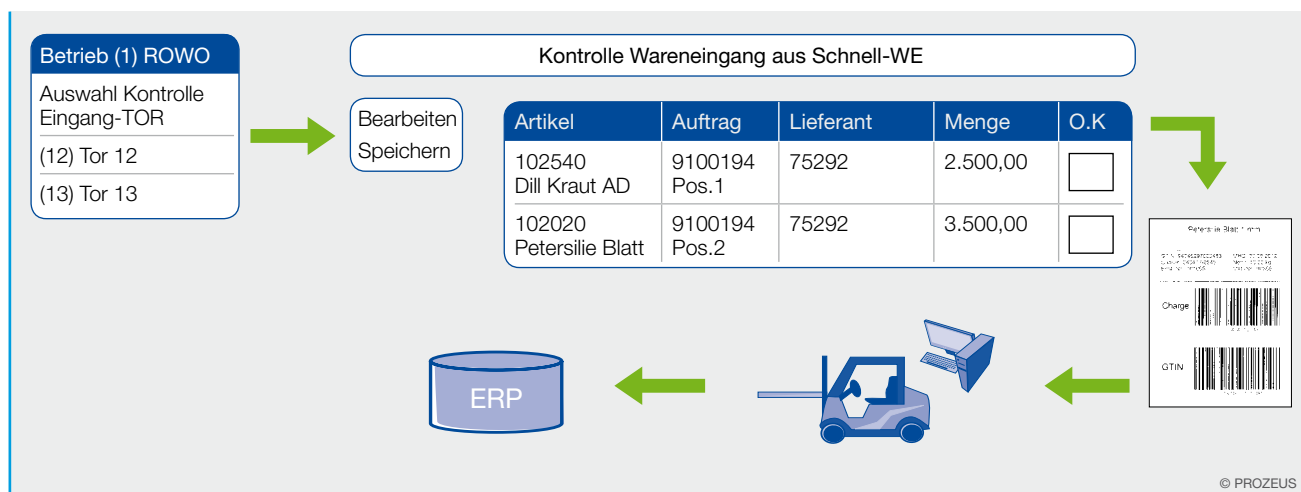 Betrieb (1) ROWO
Auswahl Kontrolle
Eingang-TOR
(12) Tor 12
(13) Tor 13
Kontrolle Wareneingang aus Schnell-WE
Bearbeiten
Speichern
Artikel Auftrag Lieferant Menge O.K
102540 9100194 75292 2.500,00
Dill Kraut AD Pos.1
102020 9100194 75292 3.500,00
Petersilie Blatt Pos.2
Petersilie Blatt
Charge
GTIN
ERP
© PROZEUS